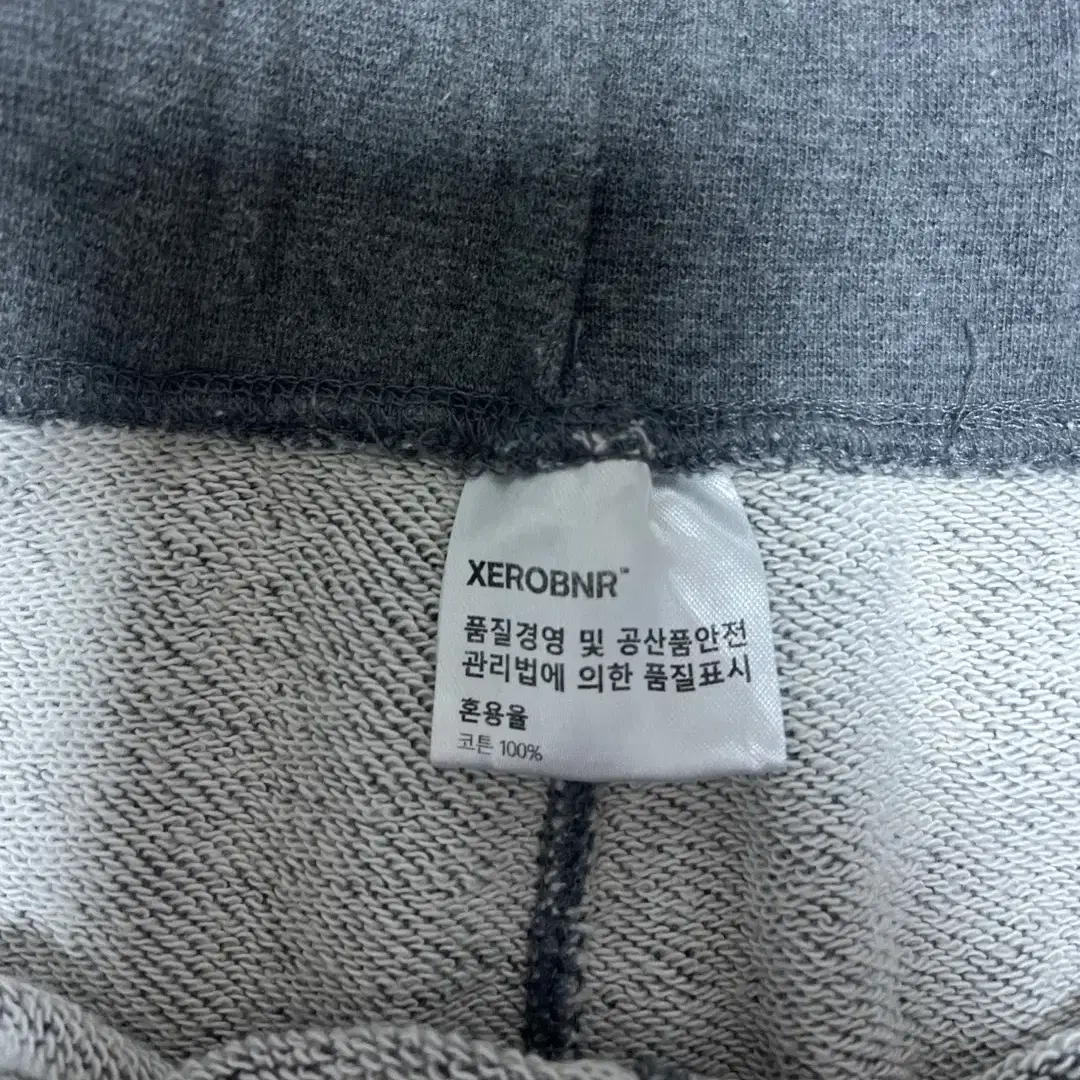 XEROBNR™
품질경영 및 공산품안전
관리법에 의한 품질표시
혼용율
코튼 100%